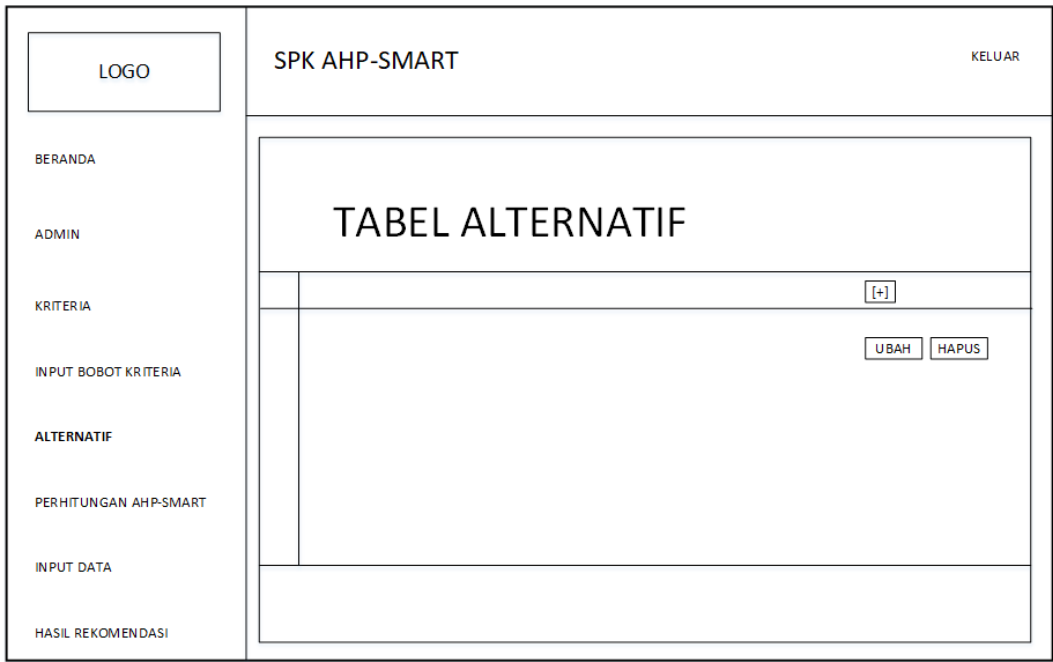 LOGO
SPK AHP-SMART
KELUAR
BERANDA
ADMIN
KRITERIA
INPUT BOBOT KRITERIA
ALTERNATIF
PERHITUNGAN AHP-SMART
INPUT DATA
HASIL REKOMENDASI
TABEL ALTERNATIF
[+]
UBAH HAPUS